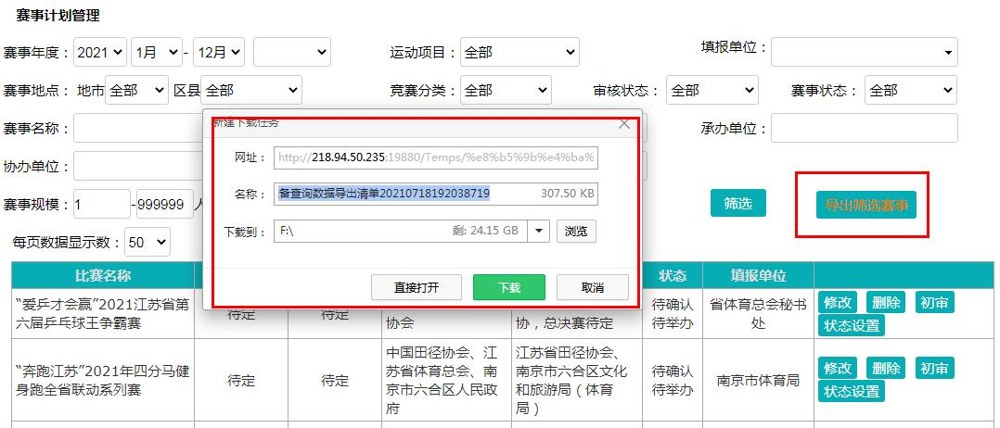 赛事计划管理
赛事年度： 2021 1月 - 12月 运动项目： 全部 填报单位：
赛事地点： 地市 全部 区县 全部 竞赛分类： 全部 审核状态： 全部 赛事状态： 全部
赛事名称： 承办单位：
新建下载任务
网址： http://218.94.50.235:19880/Temps/%e8%b5%9b%e4%ba%
协办单位：
名称： 备查询数据导出清单20210718192038719 307.50 KB
赛事规模： 1 -999999 人 筛选 导出筛选赛事
下载到： F:\ 剩: 24.15 GB 浏览
每页数据显示数： 50
直接打开 下载 取消
比赛名称 状态 填报单位
“爱乒才会赢”2021江苏省第
六届乒乓球王争霸赛
待定
待定
协会
协，总决赛待定
待确认
待举办
省体育总会秘书
处
修改 删除 初审
状态设置
“奔跑江苏”2021年四分马健
身跑全省联动系列赛
待定
待定
中国田径协会、江
苏省体育总会、南
京市六合区人民政
府
江苏省田径协会、
南京市六合区文化
和旅游局（体育
局）
待确认
待举办
南京市体育局
修改 删除 初审
状态设置